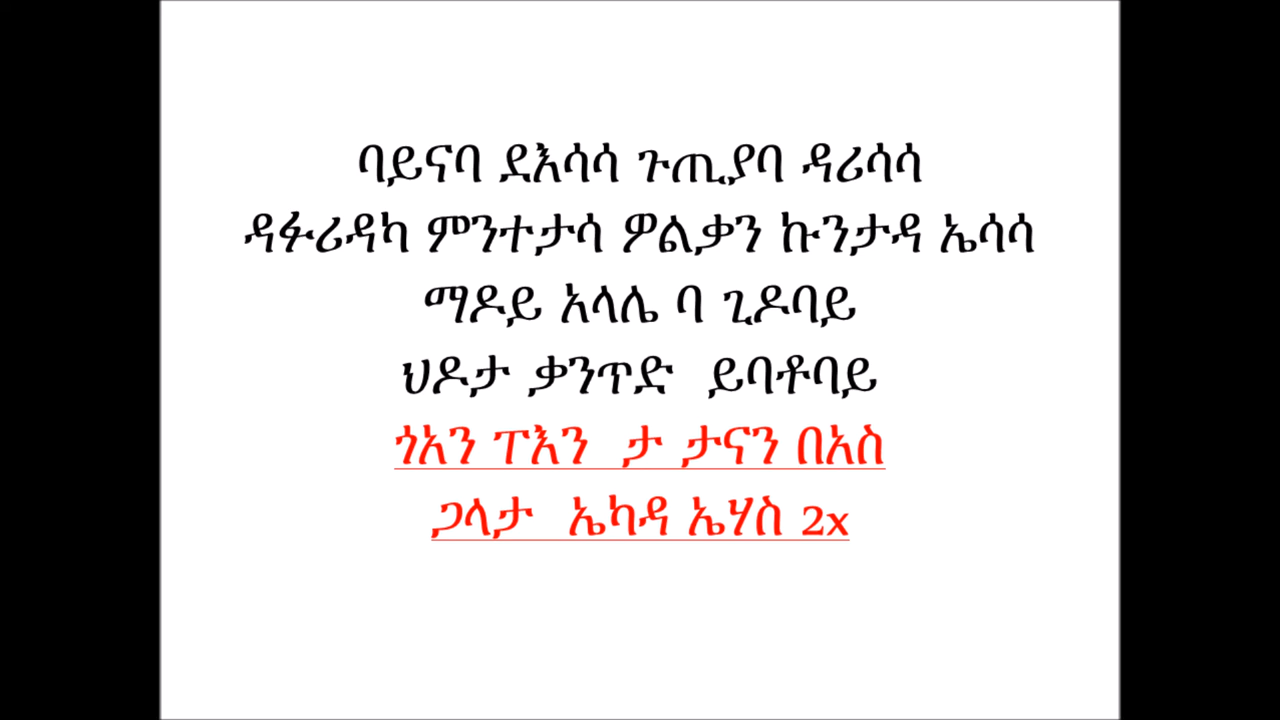 ባይናባ ደእሳሳ ጉጢያባ ዳሪሳሳ
ዳፉሪዳካ ምንተታሳ ዎልቃን ኩንታዳ ኤሳሳ
ማዶይ አላሌ ባ ጊዶባይ
ህዶታ ቃንጥድ ይባቶባይ
ጎአን ፐእን ታ ታናን በአስ
ጋላታ ኤካዳ ኤሃስ 2x